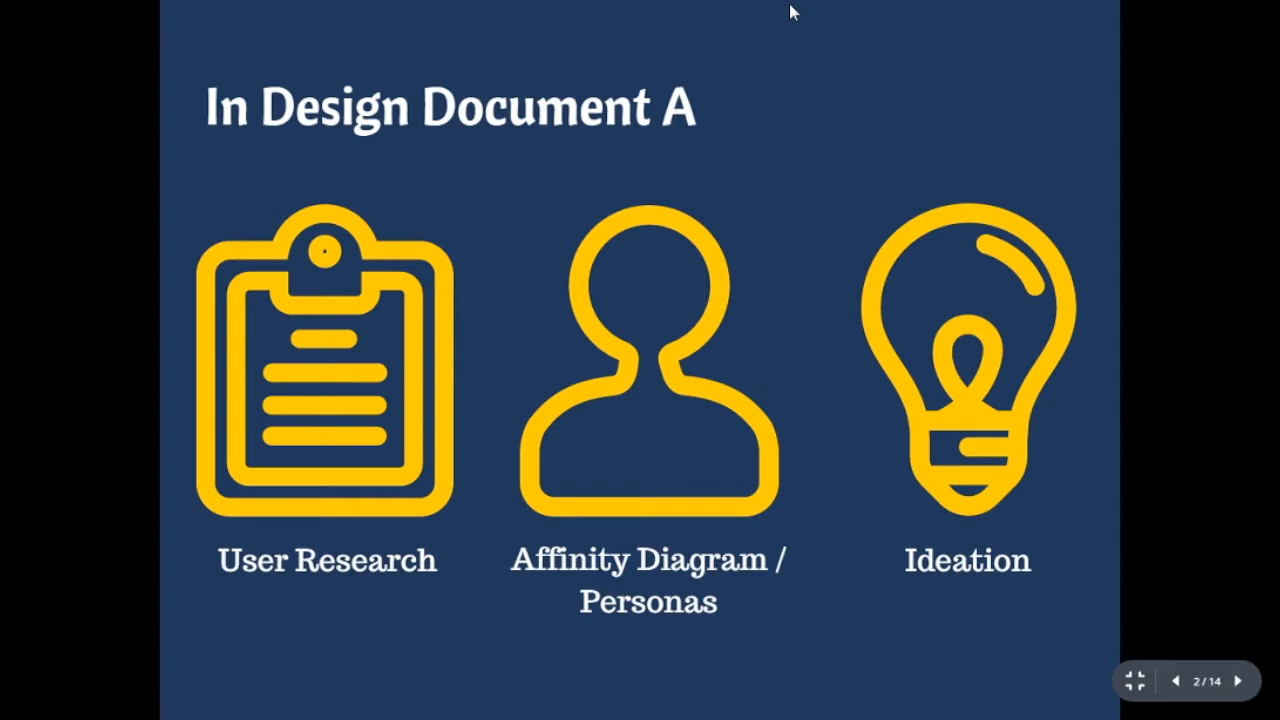 In Design Document A
User Research
Affinity Diagram /
Personas
Ideation
2 / 14